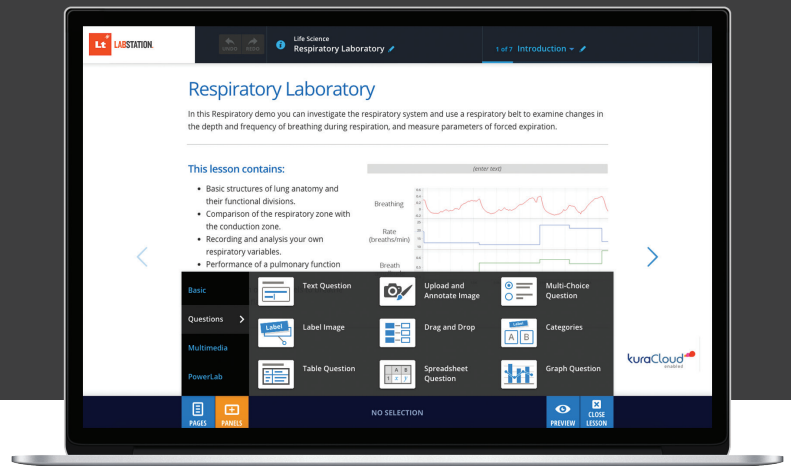 Lt LABSTATION.
UNDO REDO
Life Science
Respiratory Laboratory
1 of 7 Introduction
Respiratory Laboratory
In this Respiratory demo you can investigate the respiratory system and use a respiratory belt to examine changes in
the depth and frequency of breathing during respiration, and measure parameters of forced expiration.
This lesson contains:
• Basic structures of lung anatomy and
their functional divisions.
• Comparison of the respiratory zone with
the conduction zone.
• Recording and analysis your own
respiratory variables.
• Performance of a pulmonary function
[enter text]
Breathing
Rate
(breaths/min)
Breath
Basic
Questions
Multimedia
PowerLab
Text Question
Upload and
Annotate Image
Multi-Choice
Question
Label
Label Image
Drag and Drop
Label
A B
Categories
Table Question
A B
1 x y
Spreadsheet
Question
Graph Question
kuraCloud
enabled
PAGES
PANELS
NO SELECTION
PREVIEW
CLOSE
LESSON